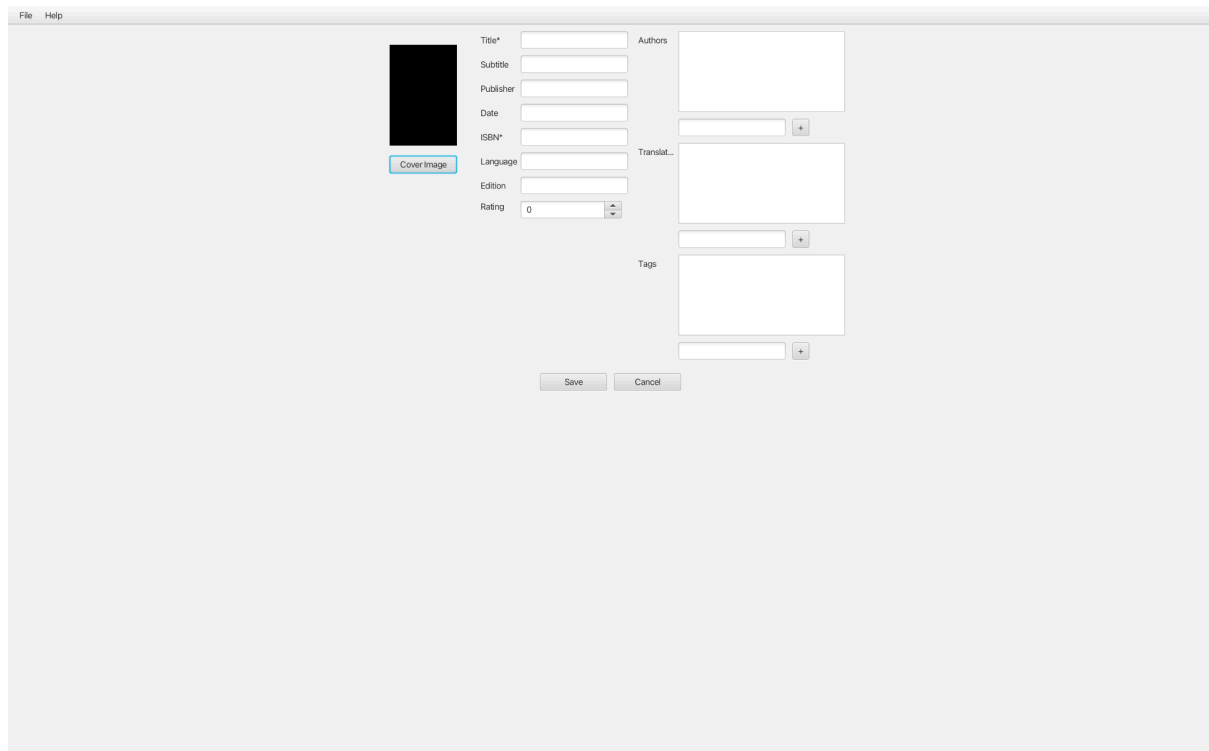 File Help
Title*
Subtitle
Publisher
Date
ISBN*
Language
Edition
Rating 0
Cover Image
Authors
+
Translat...
+
Tags
+
Save Cancel